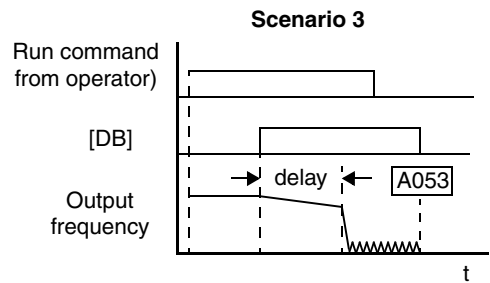 Scenario 3
Run command
from operator)
[DB]
delay
A053
Output
frequency
t